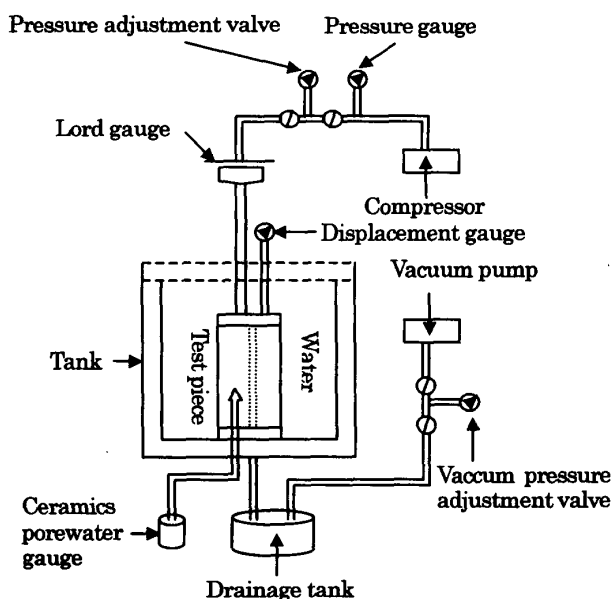 Pressure adjustment valve
Pressure gauge
Lord gauge
Compressor
Displacement gauge
Vacuum pump
Tank
Test piece
Water
Vaccum pressure
adjustment valve
Ceramics
porewater
gauge
Drainage tank